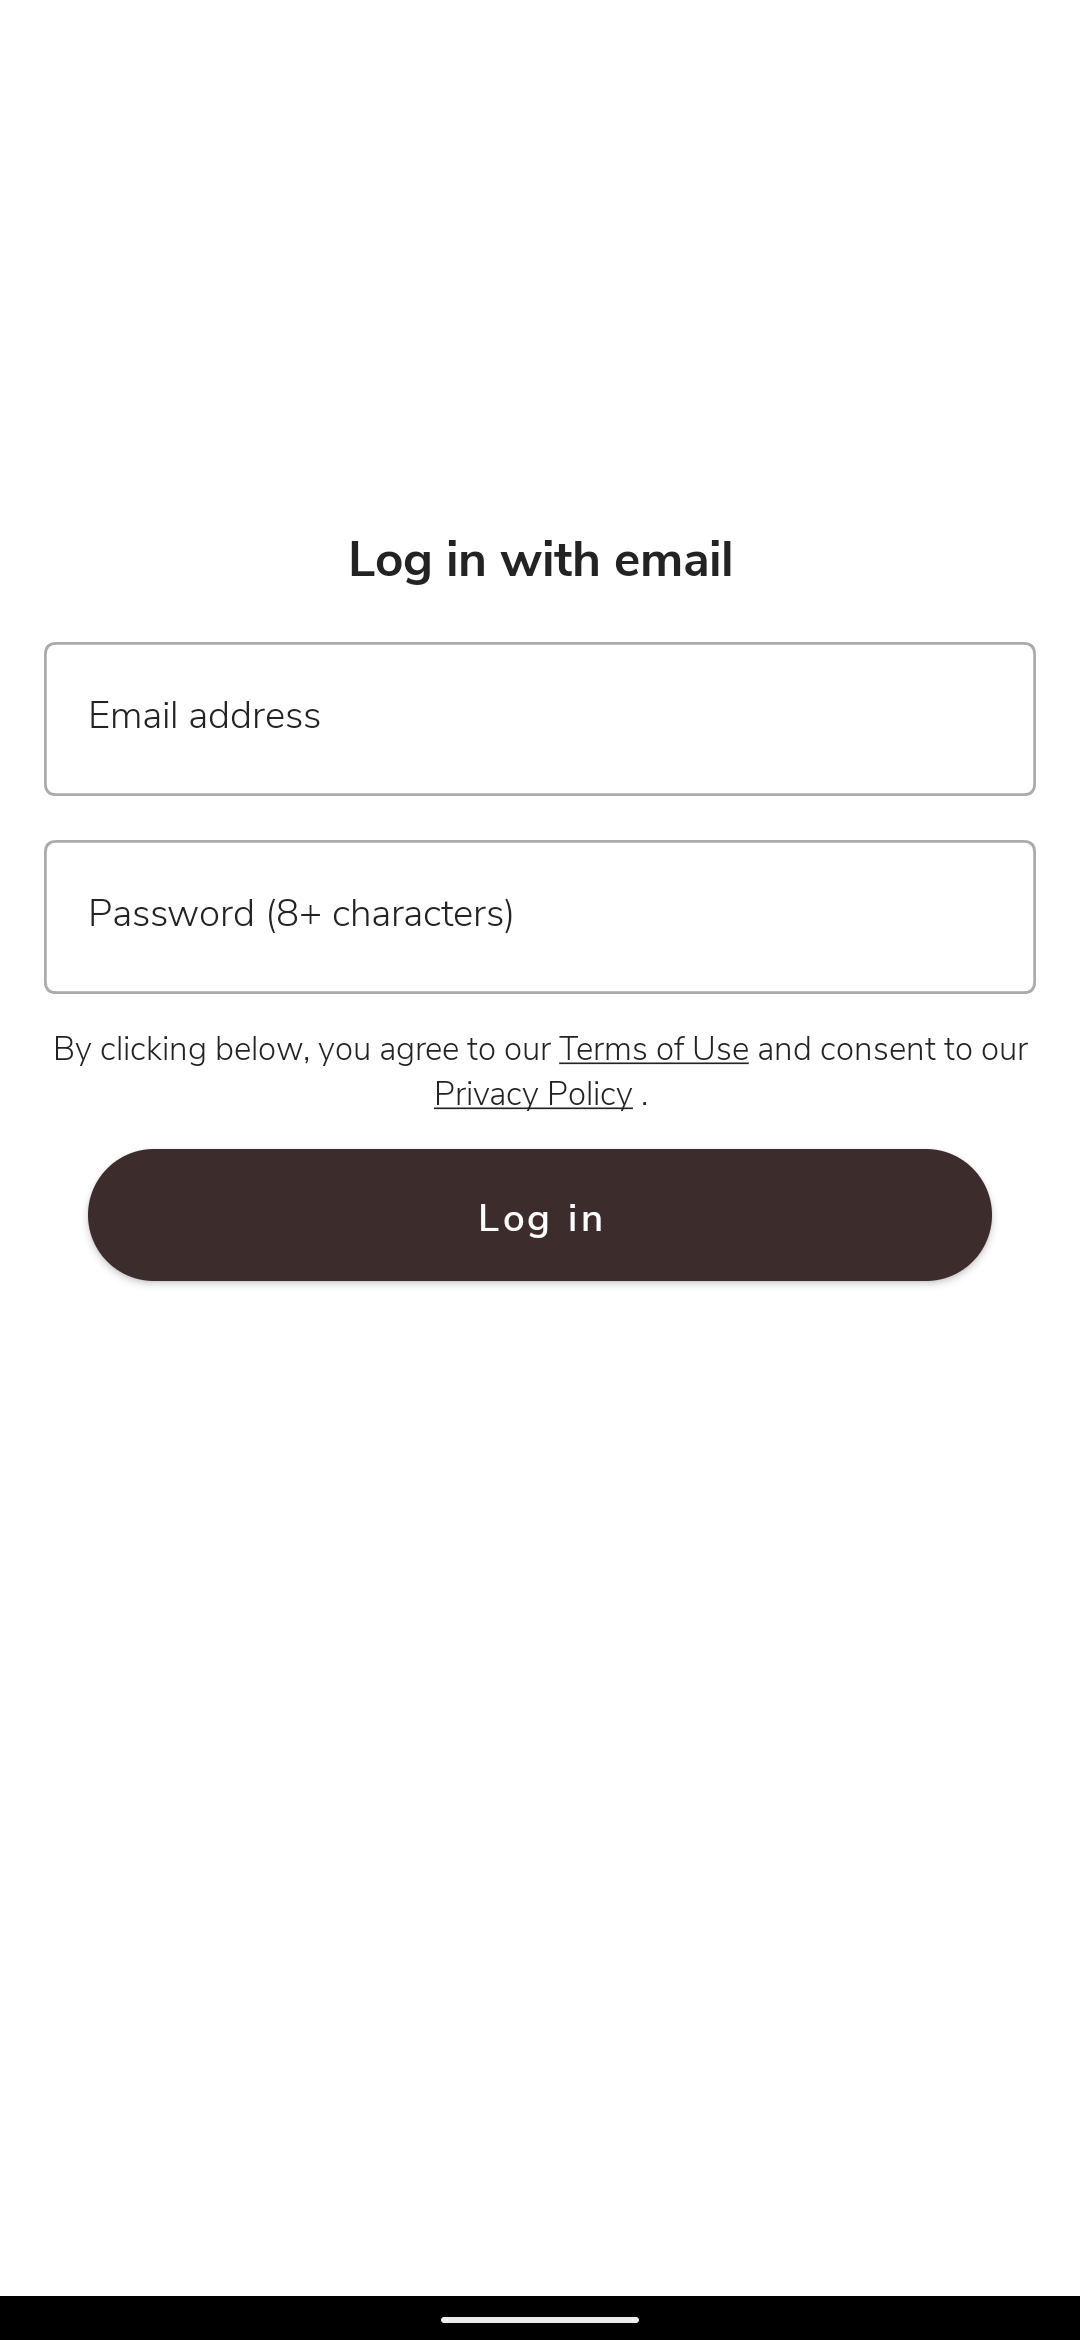 Log in with email
Email address
Password (8+ characters)
By clicking below, you agree to our Terms of Use and consent to our
Privacy Policy .
Log in